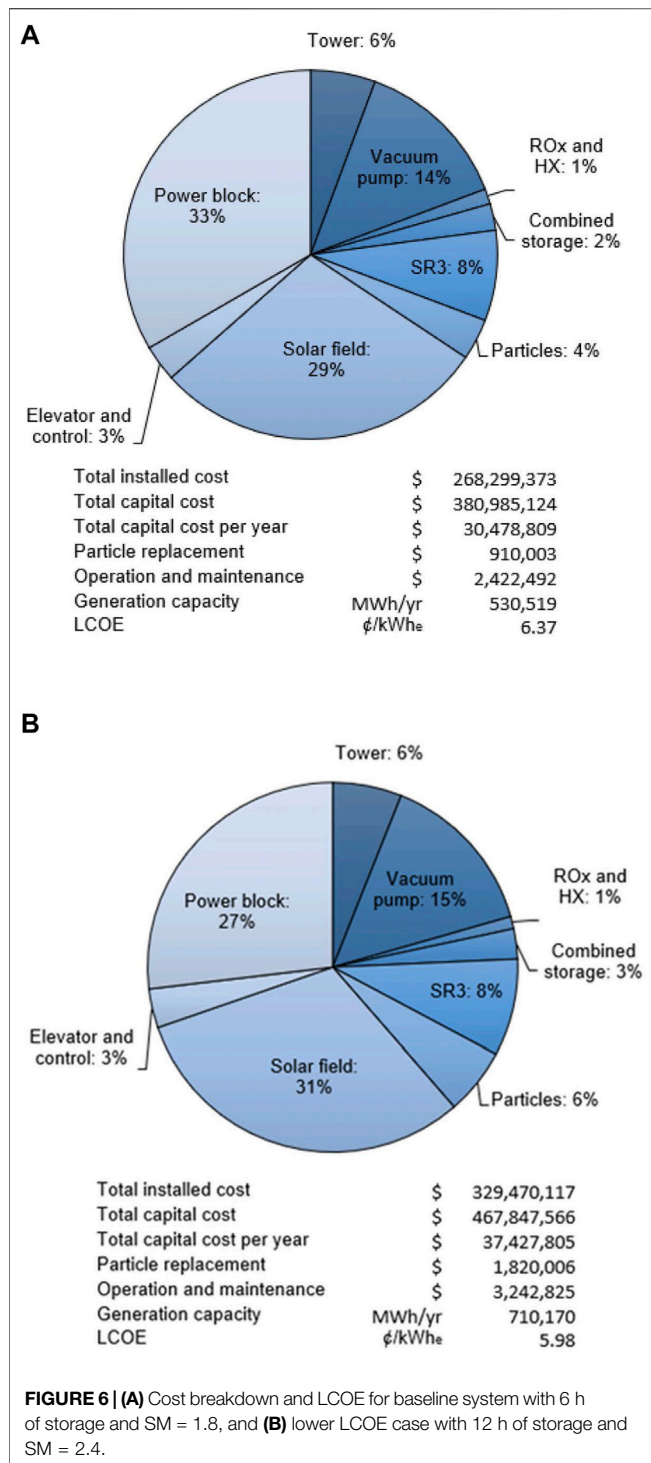 A
Tower: 6%
Vacuum
pump: 14%
ROx and
HX: 1%
Combined
storage: 2%
SR3: 8%
Particles: 4%
Solar field:
29%
Elevator and
control: 3%
Power block:
33%
Total installed cost $ 268,299,373
Total capital cost $ 380,985,124
Total capital cost per year $ 30,478,809
Particle replacement $ 910,003
Operation and maintenance $ 2,422,492
Generation capacity MWh/yr 530,519
LCOE ¢/kWhe 6.37
B
Tower: 6%
Vacuum
pump: 15%
ROx and
HX: 1%
Combined
storage: 3%
SR3: 8%
Particles: 6%
Solar field:
31%
Elevator and
control: 3%
Power block:
27%
Total installed cost $ 329,470,117
Total capital cost $ 467,847,566
Total capital cost per year $ 37,427,805
Particle replacement $ 1,820,006
Operation and maintenance $ 3,242,825
Generation capacity MWh/yr 710,170
LCOE ¢/kWhe 5.98
FIGURE 6 | (A) Cost breakdown and LCOE for baseline system with 6 h
of storage and SM = 1.8, and (B) lower LCOE case with 12 h of storage and
SM = 2.4.